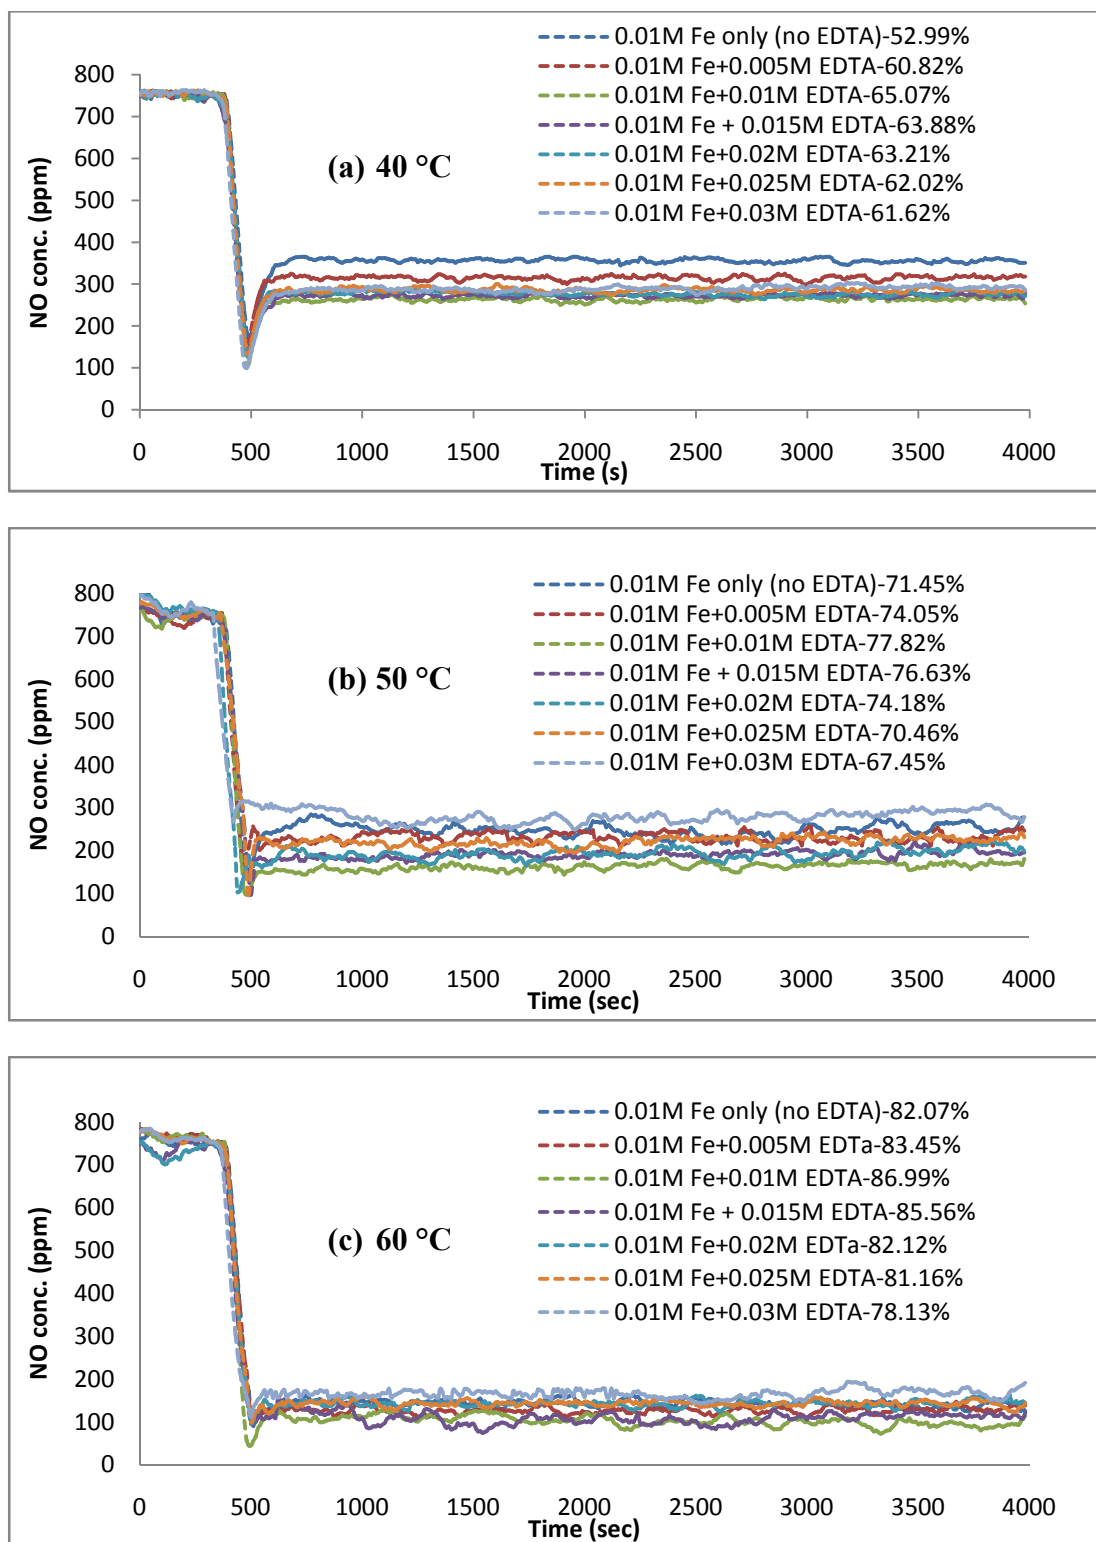 0.01M Fe only (no EDTA)-52.99%
0.01M Fe+0.005M EDTA-60.82%
0.01M Fe+0.01M EDTA-65.07%
0.01M Fe + 0.015M EDTA-63.88%
0.01M Fe+0.02M EDTA-63.21%
0.01M Fe+0.025M EDTA-62.02%
0.01M Fe+0.03M EDTA-61.62%
(a) 40 °C
NO conc. (ppm)
800
700
600
500
400
300
200
100
0
0 500 1000 1500 2000 2500 3000 3500 4000
Time (s)
0.01M Fe only (no EDTA)-71.45%
0.01M Fe+0.005M EDTA-74.05%
0.01M Fe+0.01M EDTA-77.82%
0.01M Fe + 0.015M EDTA-76.63%
0.01M Fe+0.02M EDTA-74.18%
0.01M Fe+0.025M EDTA-70.46%
0.01M Fe+0.03M EDTA-67.45%
(b) 50 °C
NO conc. (ppm)
800
700
600
500
400
300
200
100
0
0 500 1000 1500 2000 2500 3000 3500 4000
Time (sec)
0.01M Fe only (no EDTA)-82.07%
0.01M Fe+0.005M EDTa-83.45%
0.01M Fe+0.01M EDTA-86.99%
0.01M Fe + 0.015M EDTA-85.56%
0.01M Fe+0.02M EDTa-82.12%
0.01M Fe+0.025M EDTA-81.16%
0.01M Fe+0.03M EDTA-78.13%
(c) 60 °C
NO conc. (ppm)
800
700
600
500
400
300
200
100
0
0 500 1000 1500 2000 2500 3000 3500 4000
Time (sec)